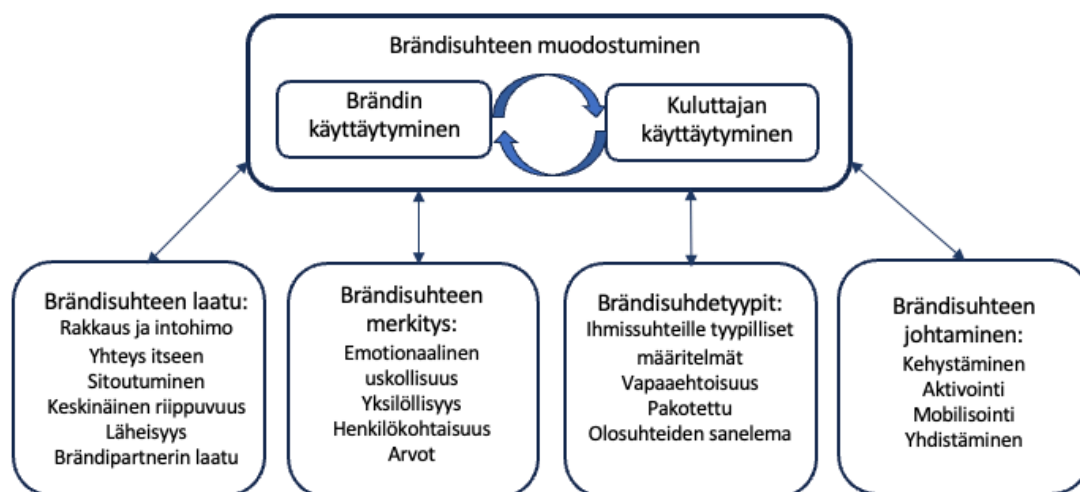 Brändisuhteen muodostuminen
Brändin
käyttäytyminen
Kuluttajan
käyttäytyminen
Brändisuhteen laatu:
Rakkaus ja intohimo
Yhteys itseen
Sitoutuminen
Keskinäinen riippuvuus
Läheisyys
Brändipartnerin laatu
Brändisuhteen
merkitys:
Emotionaalinen
uskollisuus
Yksilöllisyys
Henkilökohtaisuus
Arvot
Brändisuhdetyypit:
Ihmissuhteille tyypilliset
määritelmät
Vapaaehtoisuus
Pakotettu
Olosuhteiden sanelema
Brändisuhteen
johtaminen:
Kehystäminen
Aktivointi
Mobilisointi
Yhdistäminen